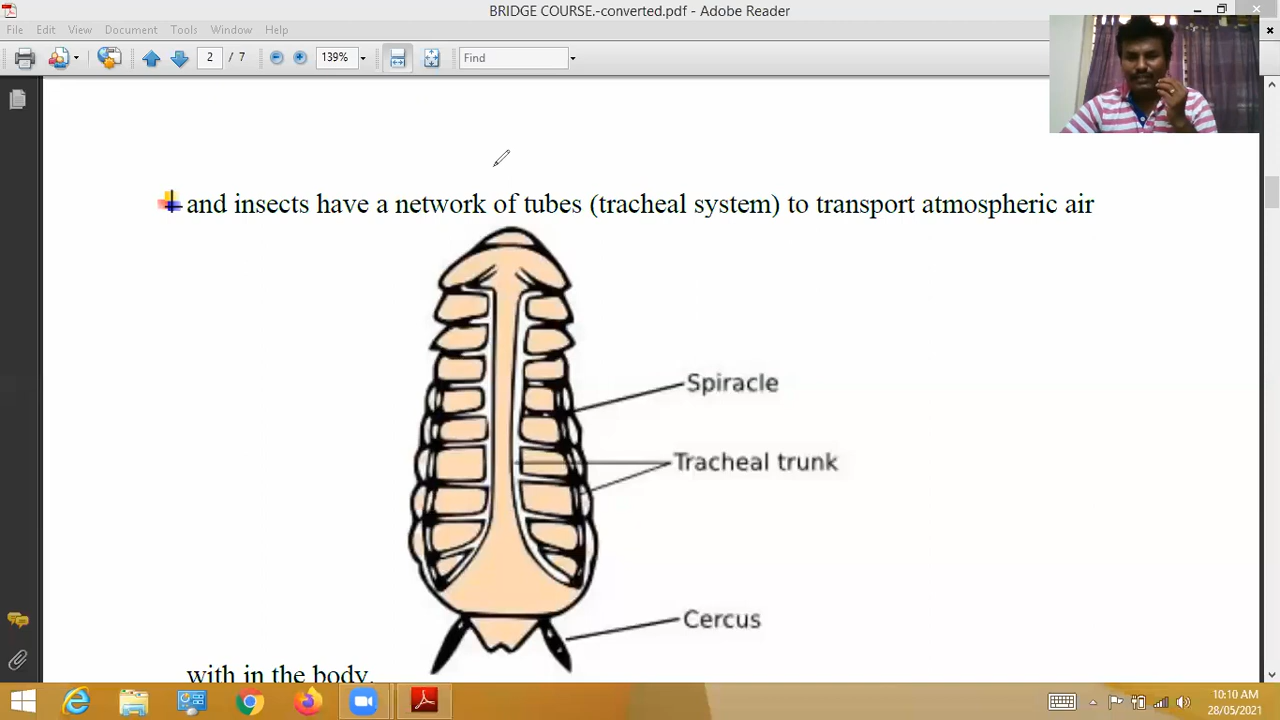 BRIDGE COURSE.-converted.pdf - Adobe Reader
File Edit View Document Tools Window Help
2 / 7 139% Find
and insects have a network of tubes (tracheal system) to transport atmospheric air
Spiracle
Tracheal trunk
Cercus
with in the body.
10:10 AM
28/05/2021